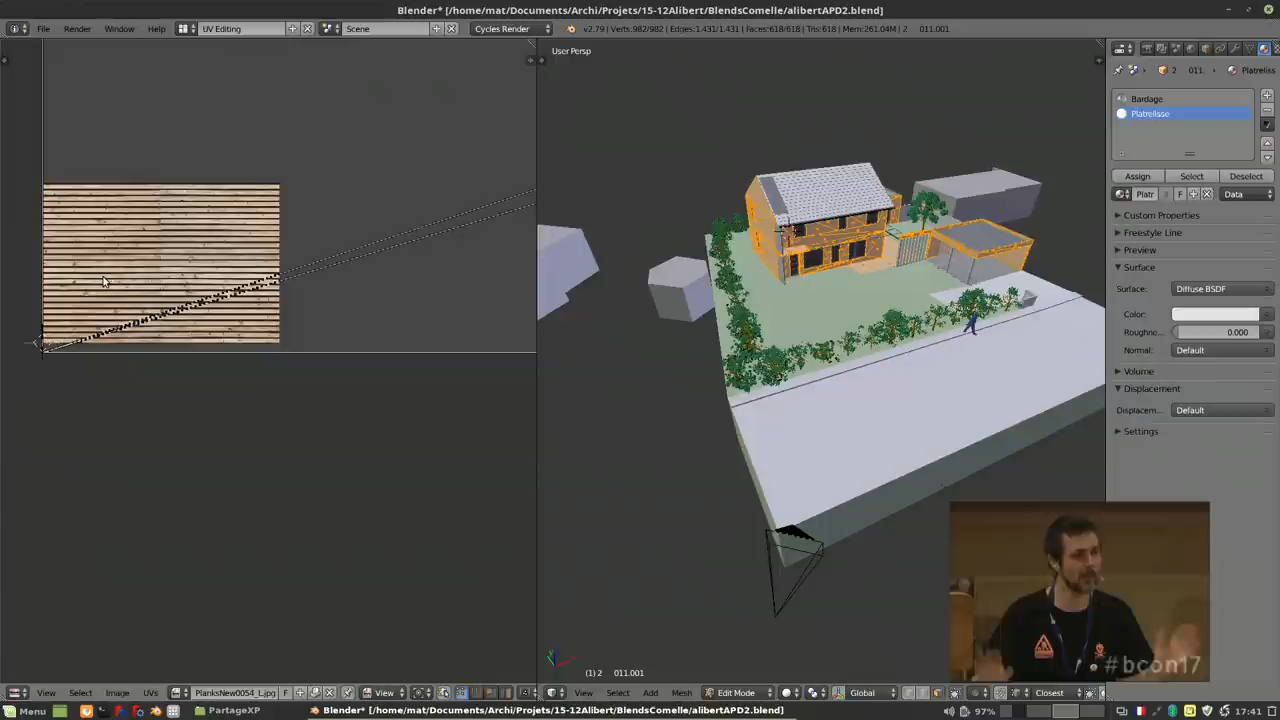 Blender* [/home/mat/Documents/Archi/Projets/15-12Alibert/BlendsComelle/alibertAPD2.blend]
File Render Window Help UV Editing Scene Cycles Render v2.79 | Verts:982/982 | Edges:1.431/1.431 | Faces:618/618 | Tris:618 | Mem:261.04M | 2 011.001
User Persp
2 011. Platreliss
Bardage
Platrelisse
Assign Select Deselect
Platr F Data
Custom Properties
Freestyle Line
Preview
Surface
Surface: Diffuse BSDF
Color:
Roughne... 0.000
Normal: Default
Volume
Displacement
Displacem... Default
Settings
(1) 2 011.001
#bcon17
View Select Image UVs PlanksNew0054_L.jpg F View View Select Add Mesh Edit Mode Global Closest
Menu PartageXP Blender* [/home/mat/Documents/Archi/Projets/15-12Alibert/BlendsComelle/alibertAPD2.blend] 97% 17:41